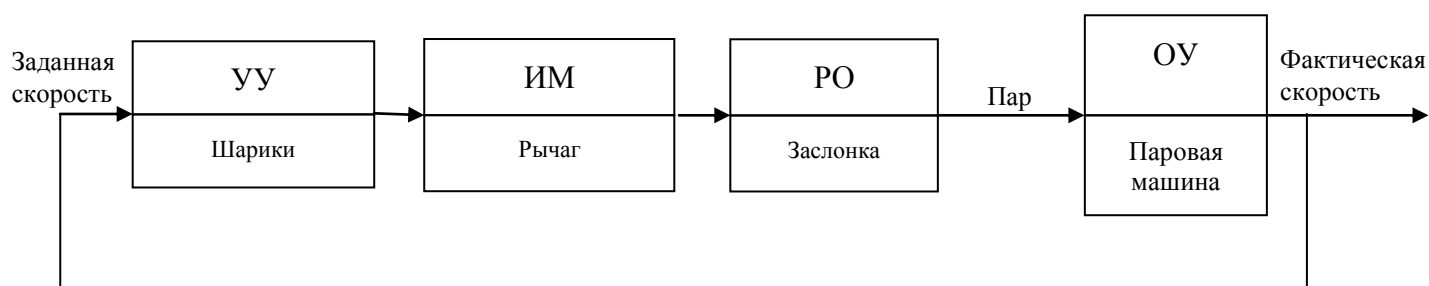 Заданная
скорость
УУ
Шарики
ИМ
Рычаг
РО
Заслонка
Пар
ОУ
Паровая
машина
Фактическая
скорость